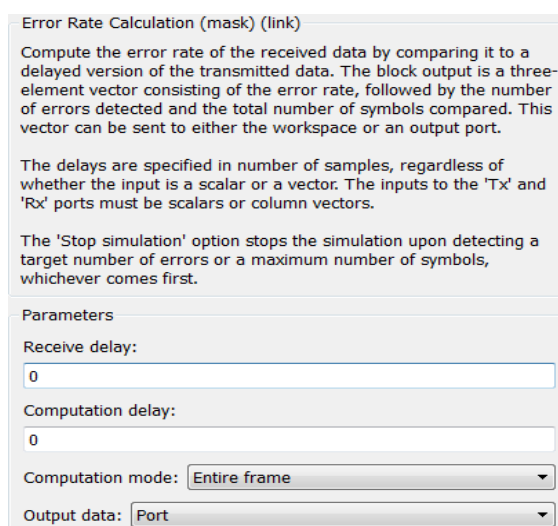 Error Rate Calculation (mask) (link)
Compute the error rate of the received data by comparing it to a
delayed version of the transmitted data. The block output is a three-
element vector consisting of the error rate, followed by the number
of errors detected and the total number of symbols compared. This
vector can be sent to either the workspace or an output port.
The delays are specified in number of samples, regardless of
whether the input is a scalar or a vector. The inputs to the 'Tx' and
'Rx' ports must be scalars or column vectors.
The 'Stop simulation' option stops the simulation upon detecting a
target number of errors or a maximum number of symbols,
whichever comes first.
Parameters
Receive delay:
0
Computation delay:
0
Computation mode: Entire frame
Output data: Port